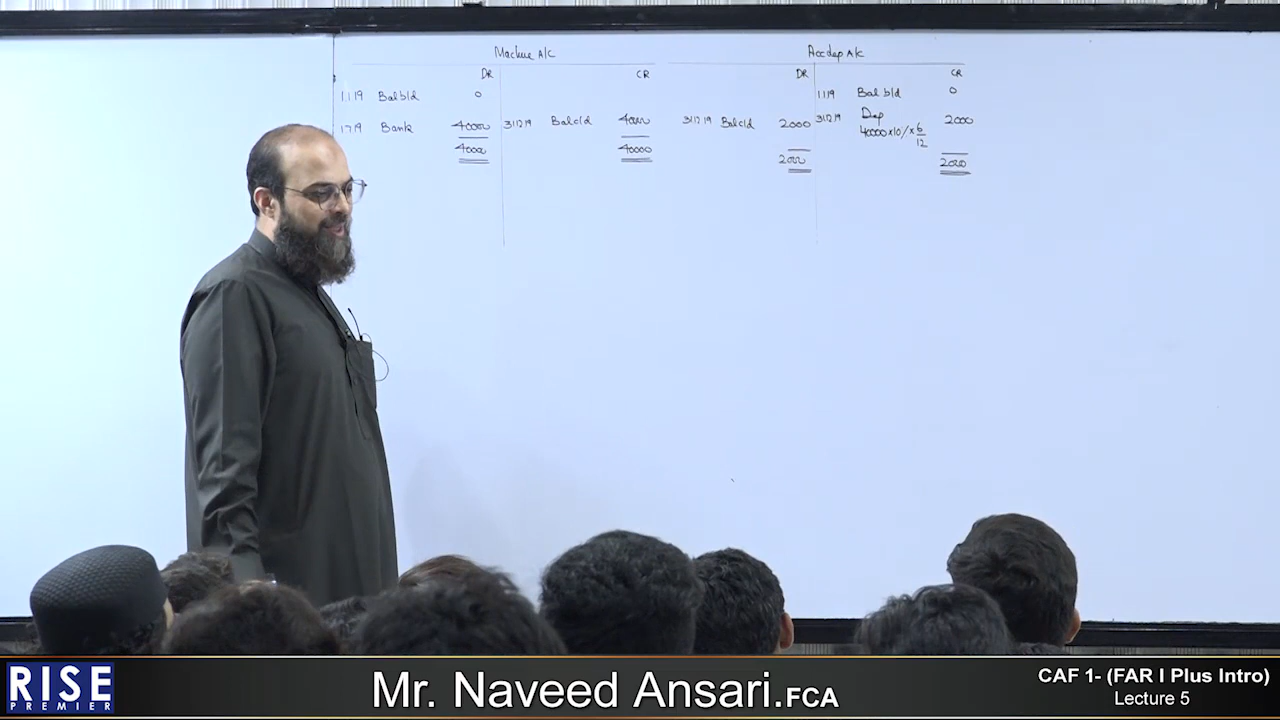 Machine A/C
Acc dep A/C
DR
CR
DR
CR
1 1 19 Bal b/d 0
1 1 19 Bal b/d 0
1 7 19 Bank 40000
31 12 19 Bal c/d 4000
31 12 19 Bal c/d 2000
31 12 19 Dep 2000
40000 × 10/ × 6/12
4000
40000
2000
2000
RISE
PREMIER
Mr. Naveed Ansari.FCA
CAF 1- (FAR I Plus Intro)
Lecture 5